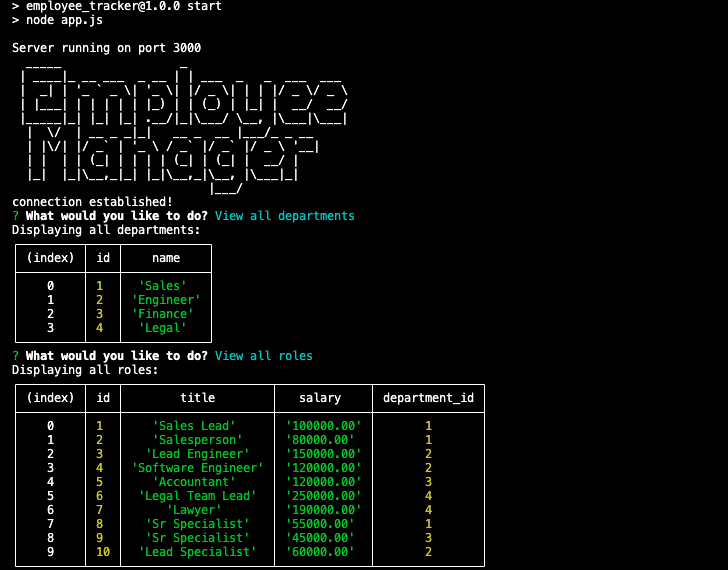 > employee_tracker@1.0.0 start
> node app.js
Server running on port 3000
Employee
Manager
connection established!
? What would you like to do? View all departments
Displaying all departments:
(index) id name
0 1 'Sales'
1 2 'Engineer'
2 3 'Finance'
3 4 'Legal'
? What would you like to do? View all roles
Displaying all roles:
(index) id title salary department_id
0 1 'Sales Lead' '100000.00' 1
1 2 'Salesperson' '80000.00' 1
2 3 'Lead Engineer' '150000.00' 2
3 4 'Software Engineer' '120000.00' 2
4 5 'Accountant' '120000.00' 3
5 6 'Legal Team Lead' '250000.00' 4
6 7 'Lawyer' '190000.00' 4
7 8 'Sr Specialist' '55000.00' 1
8 9 'Sr Specialist' '45000.00' 3
9 10 'Lead Specialist' '60000.00' 2